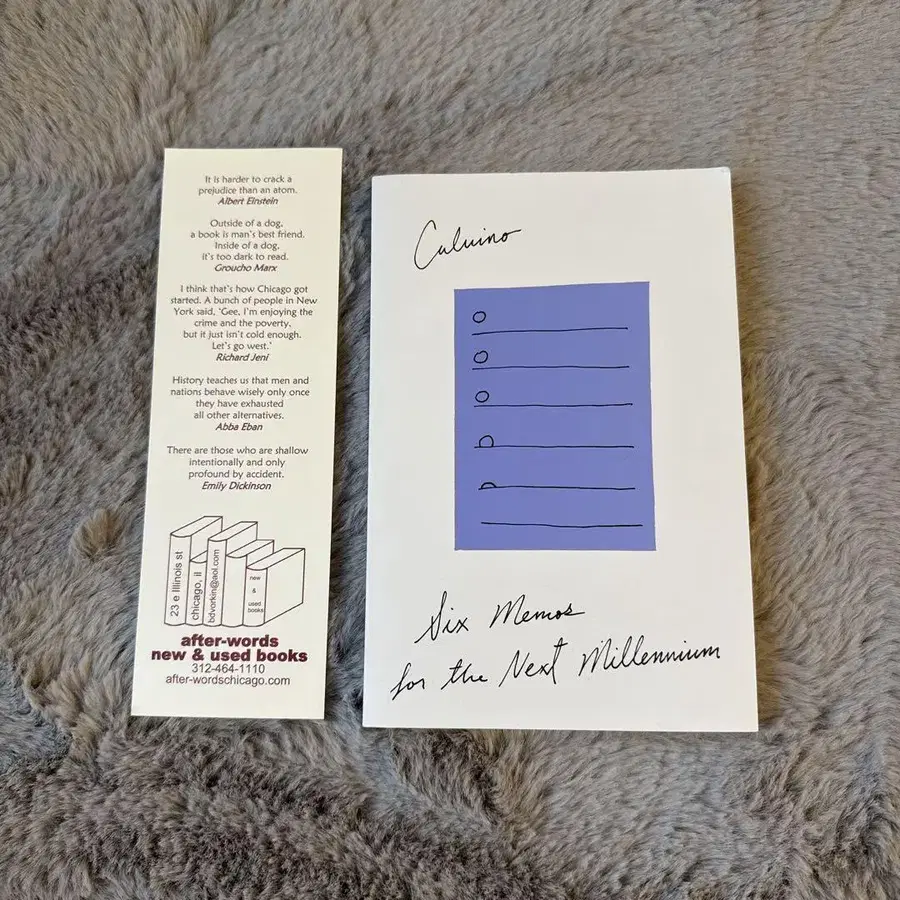 It is harder to crack a
prejudice than an atom.
Albert Einstein
Outside of a dog,
a book is man's best friend.
Inside of a dog,
it's too dark to read.
Groucho Marx
I think that's how Chicago got
started. A bunch of people in New
York said, 'Gee, I'm enjoying the
crime and the poverty,
but it just isn't cold enough.
Let's go west.'
Richard Jeni
History teaches us that men and
nations behave wisely only once
they have exhausted
all other alternatives.
Abba Eban
There are those who are shallow
intentionally and only
profound by accident.
Emily Dickinson
23 e Illinois st
chicago, il
bdvorkin@aol.com
new
&
used
books
after-words
new & used books
312-464-1110
after-wordschicago.com
Calvino
Six Memos
for the Next Millennium